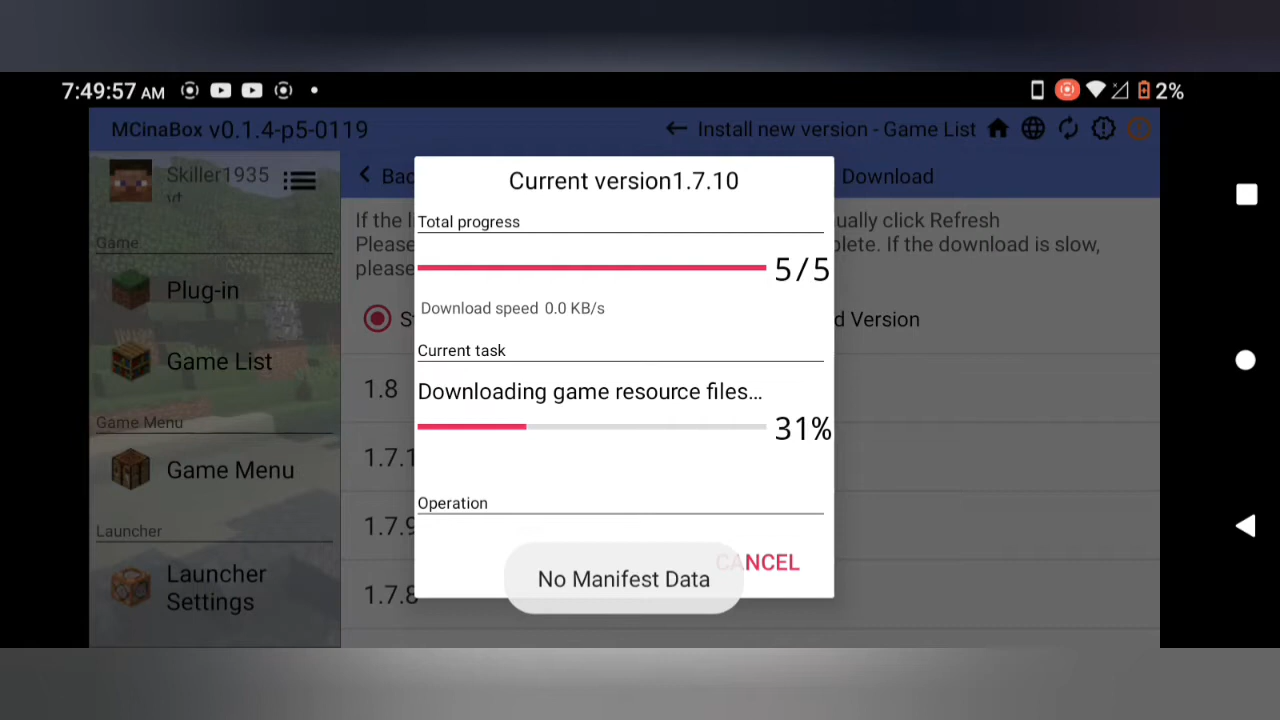 7:49:57 AM
2%
MCinaBox v0.1.4-p5-0119
Install new version - Game List
Skiller1935
Game
Plug-in
Game List
Game Menu
Game Menu
Launcher
Launcher
Settings
Bac
Download
If the l
ually click Refresh
Please
lete. If the download is slow,
please
S
d Version
1.8
1.7.1
1.7.9
1.7.8
Current version1.7.10
Total progress
5/5
Download speed 0.0 KB/s
Current task
Downloading game resource files...
31%
Operation
CANCEL
No Manifest Data